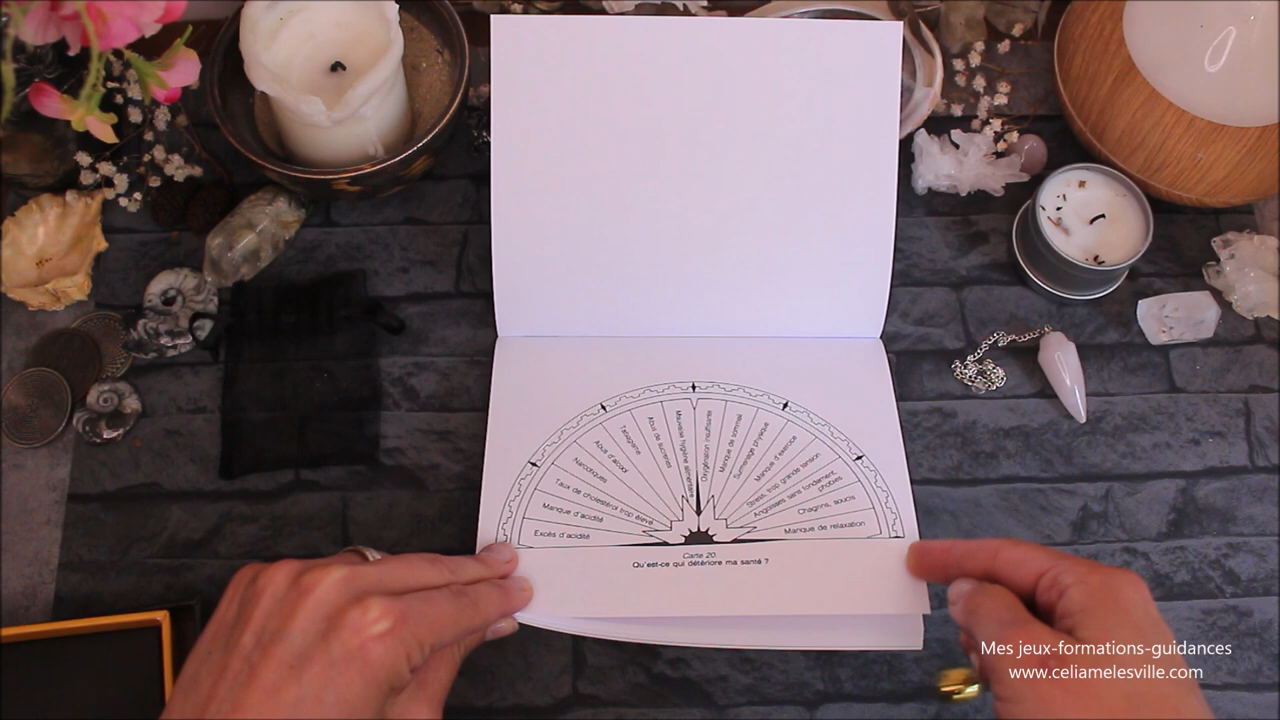 Excès d'acidité
Manque d'acidité
Taux de cholestérol trop élevé
Narcotiques
Abus d'alcool
Tabagisme
Abus de sucreries
Mauvaise hygiène alimentaire
Oxygénation insuffisante
Manque de sommeil
Surmenage physique
Manque d'exercice
Stress, trop grande tension
Angoisses sans fondement,
phobies
Chagrins, soucis
Manque de relaxation
Carte 20.
Qu'est-ce qui détériore ma santé ?
Mes jeux-formations-guidances
www.celiamelesville.com